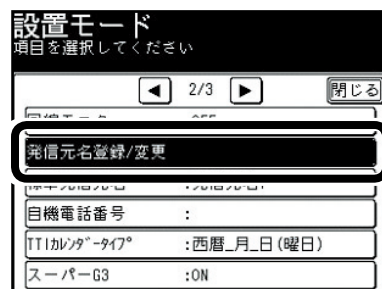 設置モード
項目を選択してください
2/3
閉じる
発信元名登録/変更
自機電話番号 :
TTIｶﾚﾝﾀﾞｰﾀｲﾌﾟ :西暦_月_日(曜日)
スーパーG3 :ON